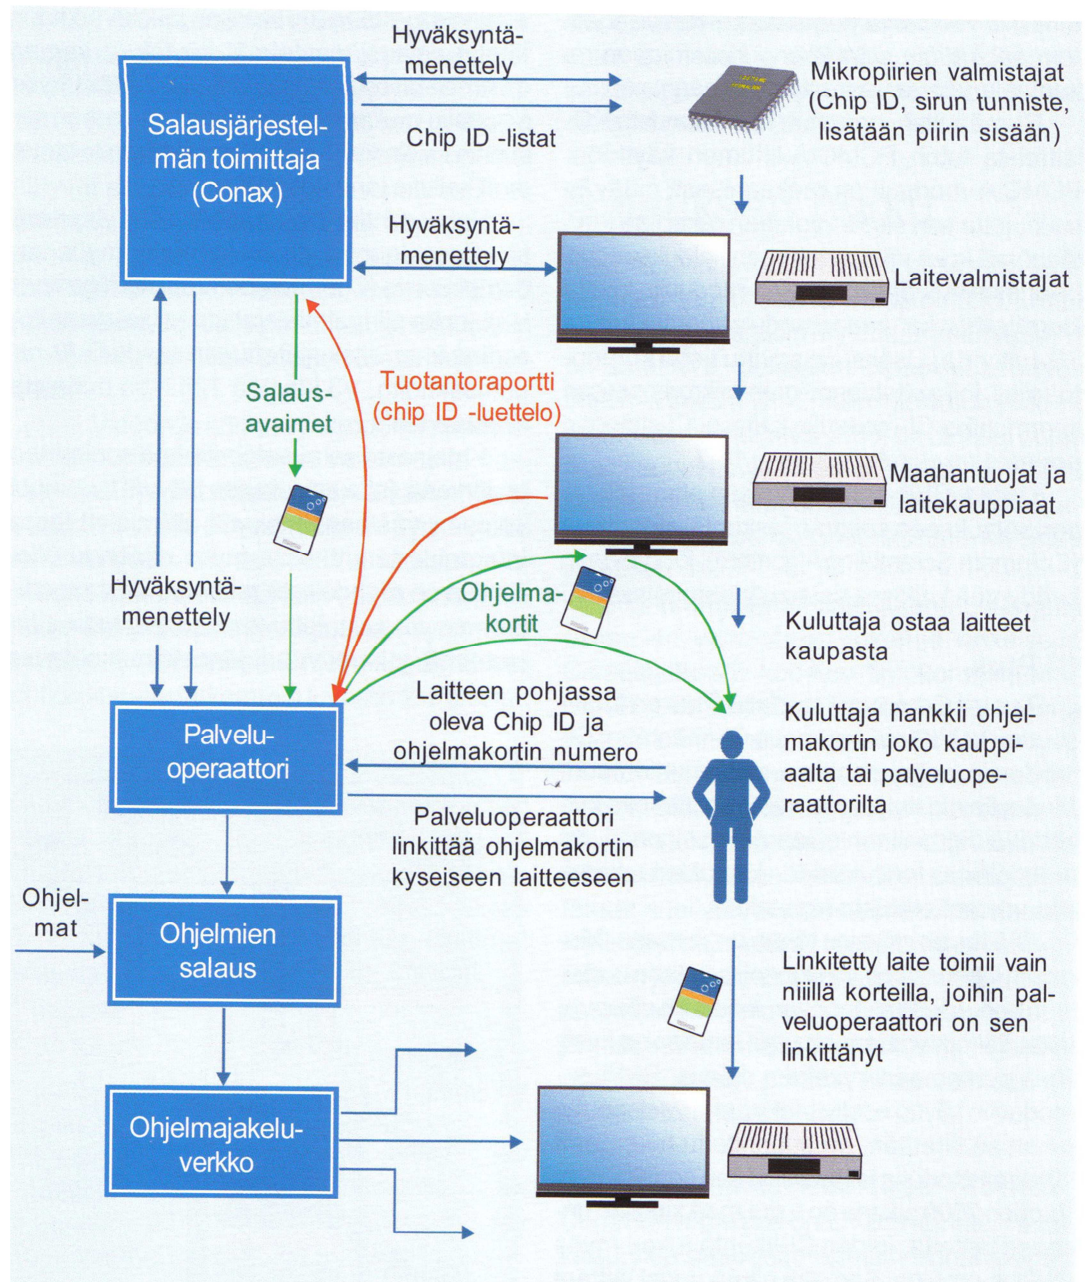 Hyväksyntä-
menettely
Chip ID -listat
Mikropiirien valmistajat
(Chip ID, sirun tunniste,
lisätään piirin sisään)
Salausjärjestel-
män toimittaja
(Conax)
Hyväksyntä-
menettely
Laitevalmistajat
Salaus-
avaimet
Tuotantoraportti
(chip ID -luettelo)
Maahantuojat ja
laitekauppiaat
Hyväksyntä-
menettely
Ohjelma-
kortit
Kuluttaja ostaa laitteet
kaupasta
Palvelu-
operaattori
Laitteen pohjassa
oleva Chip ID ja
ohjelmakortin numero
Kuluttaja hankkii ohjel-
makortin joko kauppi-
aalta tai palveluope-
raattorilta
Palveluoperaattori
linkittää ohjelmakortin
kyseiseen laitteeseen
Ohjel-
mat
Ohjelmien
salaus
Linkitetty laite toimii vain
niillä korteilla, joihin pal-
veluoperaattori on sen
linkittänyt
Ohjelmajakelu-
verkko